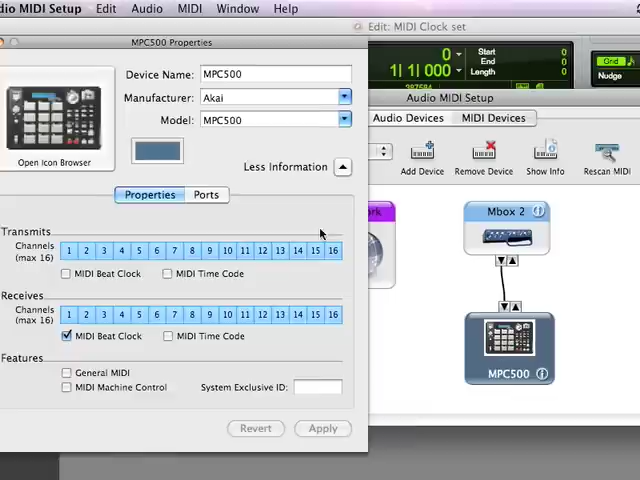 dio MIDI Setup Edit Audio MIDI Window Help
Edit: MIDI Clock set
MPC500 Properties
0
Start 0
End 0
1| 1| 000
Length 0
Grid
Nudge
Device Name: MPC500
Manufacturer: Akai
Model: MPC500
Open Icon Browser
Less Information
Audio MIDI Setup
Audio Devices MIDI Devices
Add Device Remove Device Show Info Rescan MIDI
Properties Ports
Transmits
Channels (max 16) 1 2 3 4 5 6 7 8 9 10 11 12 13 14 15 16
MIDI Beat Clock MIDI Time Code
Receives
Channels (max 16) 1 2 3 4 5 6 7 8 9 10 11 12 13 14 15 16
MIDI Beat Clock MIDI Time Code
Features
General MIDI
MIDI Machine Control System Exclusive ID:
Revert Apply
rk
Mbox 2
MPC500